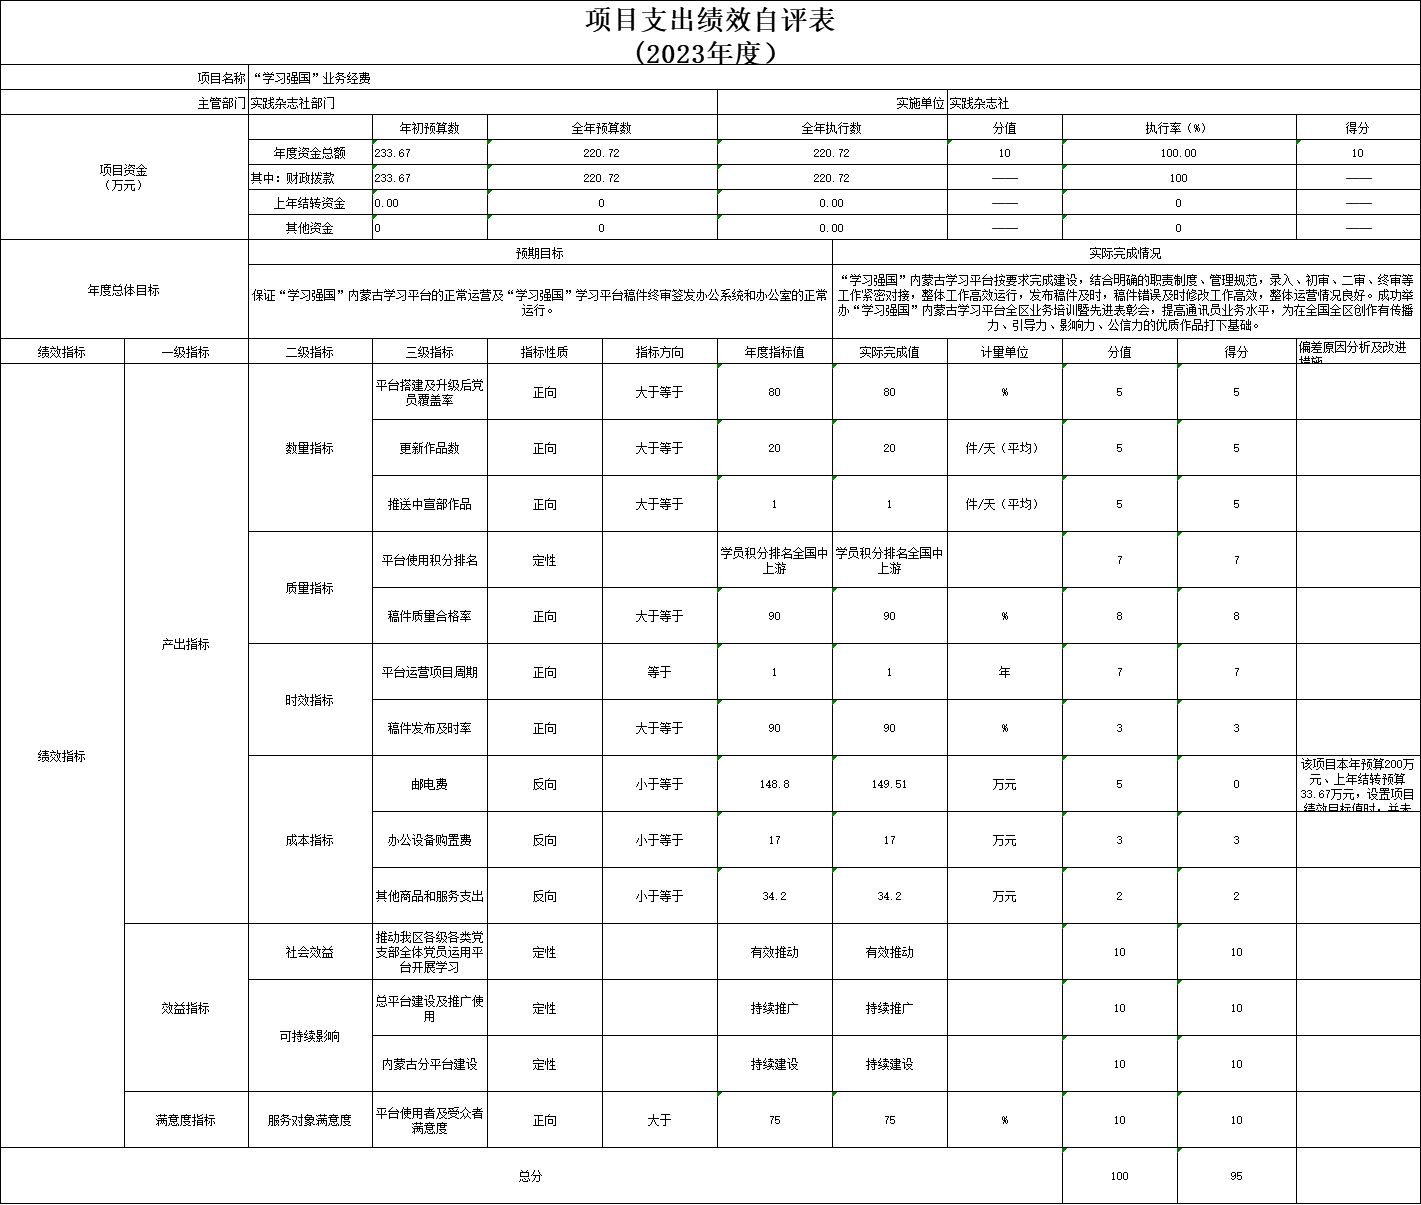 项目支出绩效自评表
(2023年度）
项目名称 “学习强国”业务经费
主管部门 实践杂志社部门 实施单位 实践杂志社
项目资金
（万元）
年初预算数 全年预算数 全年执行数 分值 执行率（%） 得分
年度资金总额 233.67 220.72 220.72 10 100.00 10
其中：财政拨款 233.67 220.72 220.72 —— 100 ——
上年结转资金 0.00 0 0.00 —— 0 ——
其他资金 0 0 0.00 —— 0 ——
年度总体目标
预期目标 实际完成情况
保证“学习强国”内蒙古学习平台的正常运营及“学习强国”学习平台稿件终审签发办公系统和办公室的正常
运行。
“学习强国”内蒙古学习平台按要求完成建设，结合明确的职责制度、管理规范，录入、初审、二审、终审等
工作紧密对接，整体工作高效运行，发布稿件及时，稿件错误及时修改工作高效，整体运营情况良好。成功举
办“学习强国”内蒙古学习平台全区业务培训暨先进表彰会，提高通讯员业务水平，为在全国全区创作有传播
力、引导力、影响力、公信力的优质作品打下基础。
绩效指标 一级指标 二级指标 三级指标 指标性质 指标方向 年度指标值 实际完成值 计量单位 分值 得分 偏差原因分析及改进
措施
绩效指标
产出指标
数量指标
平台搭建及升级后党
员覆盖率 正向 大于等于 80 80 % 5 5
更新作品数 正向 大于等于 20 20 件/天（平均） 5 5
推送中宣部作品 正向 大于等于 1 1 件/天（平均） 5 5
质量指标
平台使用积分排名 定性 学员积分排名全国中
上游 学员积分排名全国中
上游 7 7
稿件质量合格率 正向 大于等于 90 90 % 8 8
时效指标
平台运营项目周期 正向 等于 1 1 年 7 7
稿件发布及时率 正向 大于等于 90 90 % 3 3
成本指标
邮电费 反向 小于等于 148.8 149.51 万元 5 0
该项目本年预算200万
元、上年结转预算
33.67万元，设置项目
绩效目标值时，并未
办公设备购置费 反向 小于等于 17 17 万元 3 3
其他商品和服务支出 反向 小于等于 34.2 34.2 万元 2 2
效益指标
社会效益
推动我区各级各类党
支部全体党员运用平
台开展学习 定性 有效推动 有效推动 10 10
可持续影响
总平台建设及推广使
用 定性 持续推广 持续推广 10 10
内蒙古分平台建设 定性 持续建设 持续建设 10 10
满意度指标 服务对象满意度 平台使用者及受众者
满意度 正向 大于 75 75 % 10 10
总分 100 95